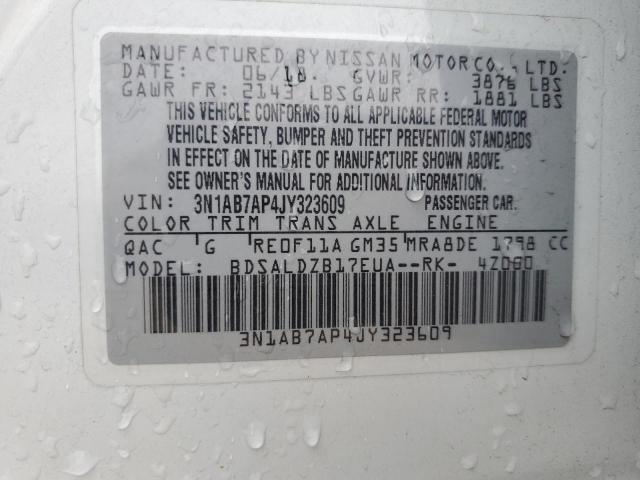 MANUFACTURED BY NISSAN MOTOR CO., LTD.
DATE: 06/18 GVWR: 3876 LBS
GAWR FR: 2143 LBS GAWR RR: 1881 LBS
THIS VEHICLE CONFORMS TO ALL APPLICABLE FEDERAL MOTOR
VEHICLE SAFETY, BUMPER AND THEFT PREVENTION STANDARDS
IN EFFECT ON THE DATE OF MANUFACTURE SHOWN ABOVE.
SEE OWNER'S MANUAL FOR ADDITIONAL INFORMATION.
VIN: 3N1AB7AP4JY323609 PASSENGER CAR.
COLOR TRIM TRANS AXLE ENGINE
QAC G RE0F11A GM35 MRA8DE 1798 CC
MODEL: BDSALDZB17EUA--RK-
3N1AB7AP4JY323609